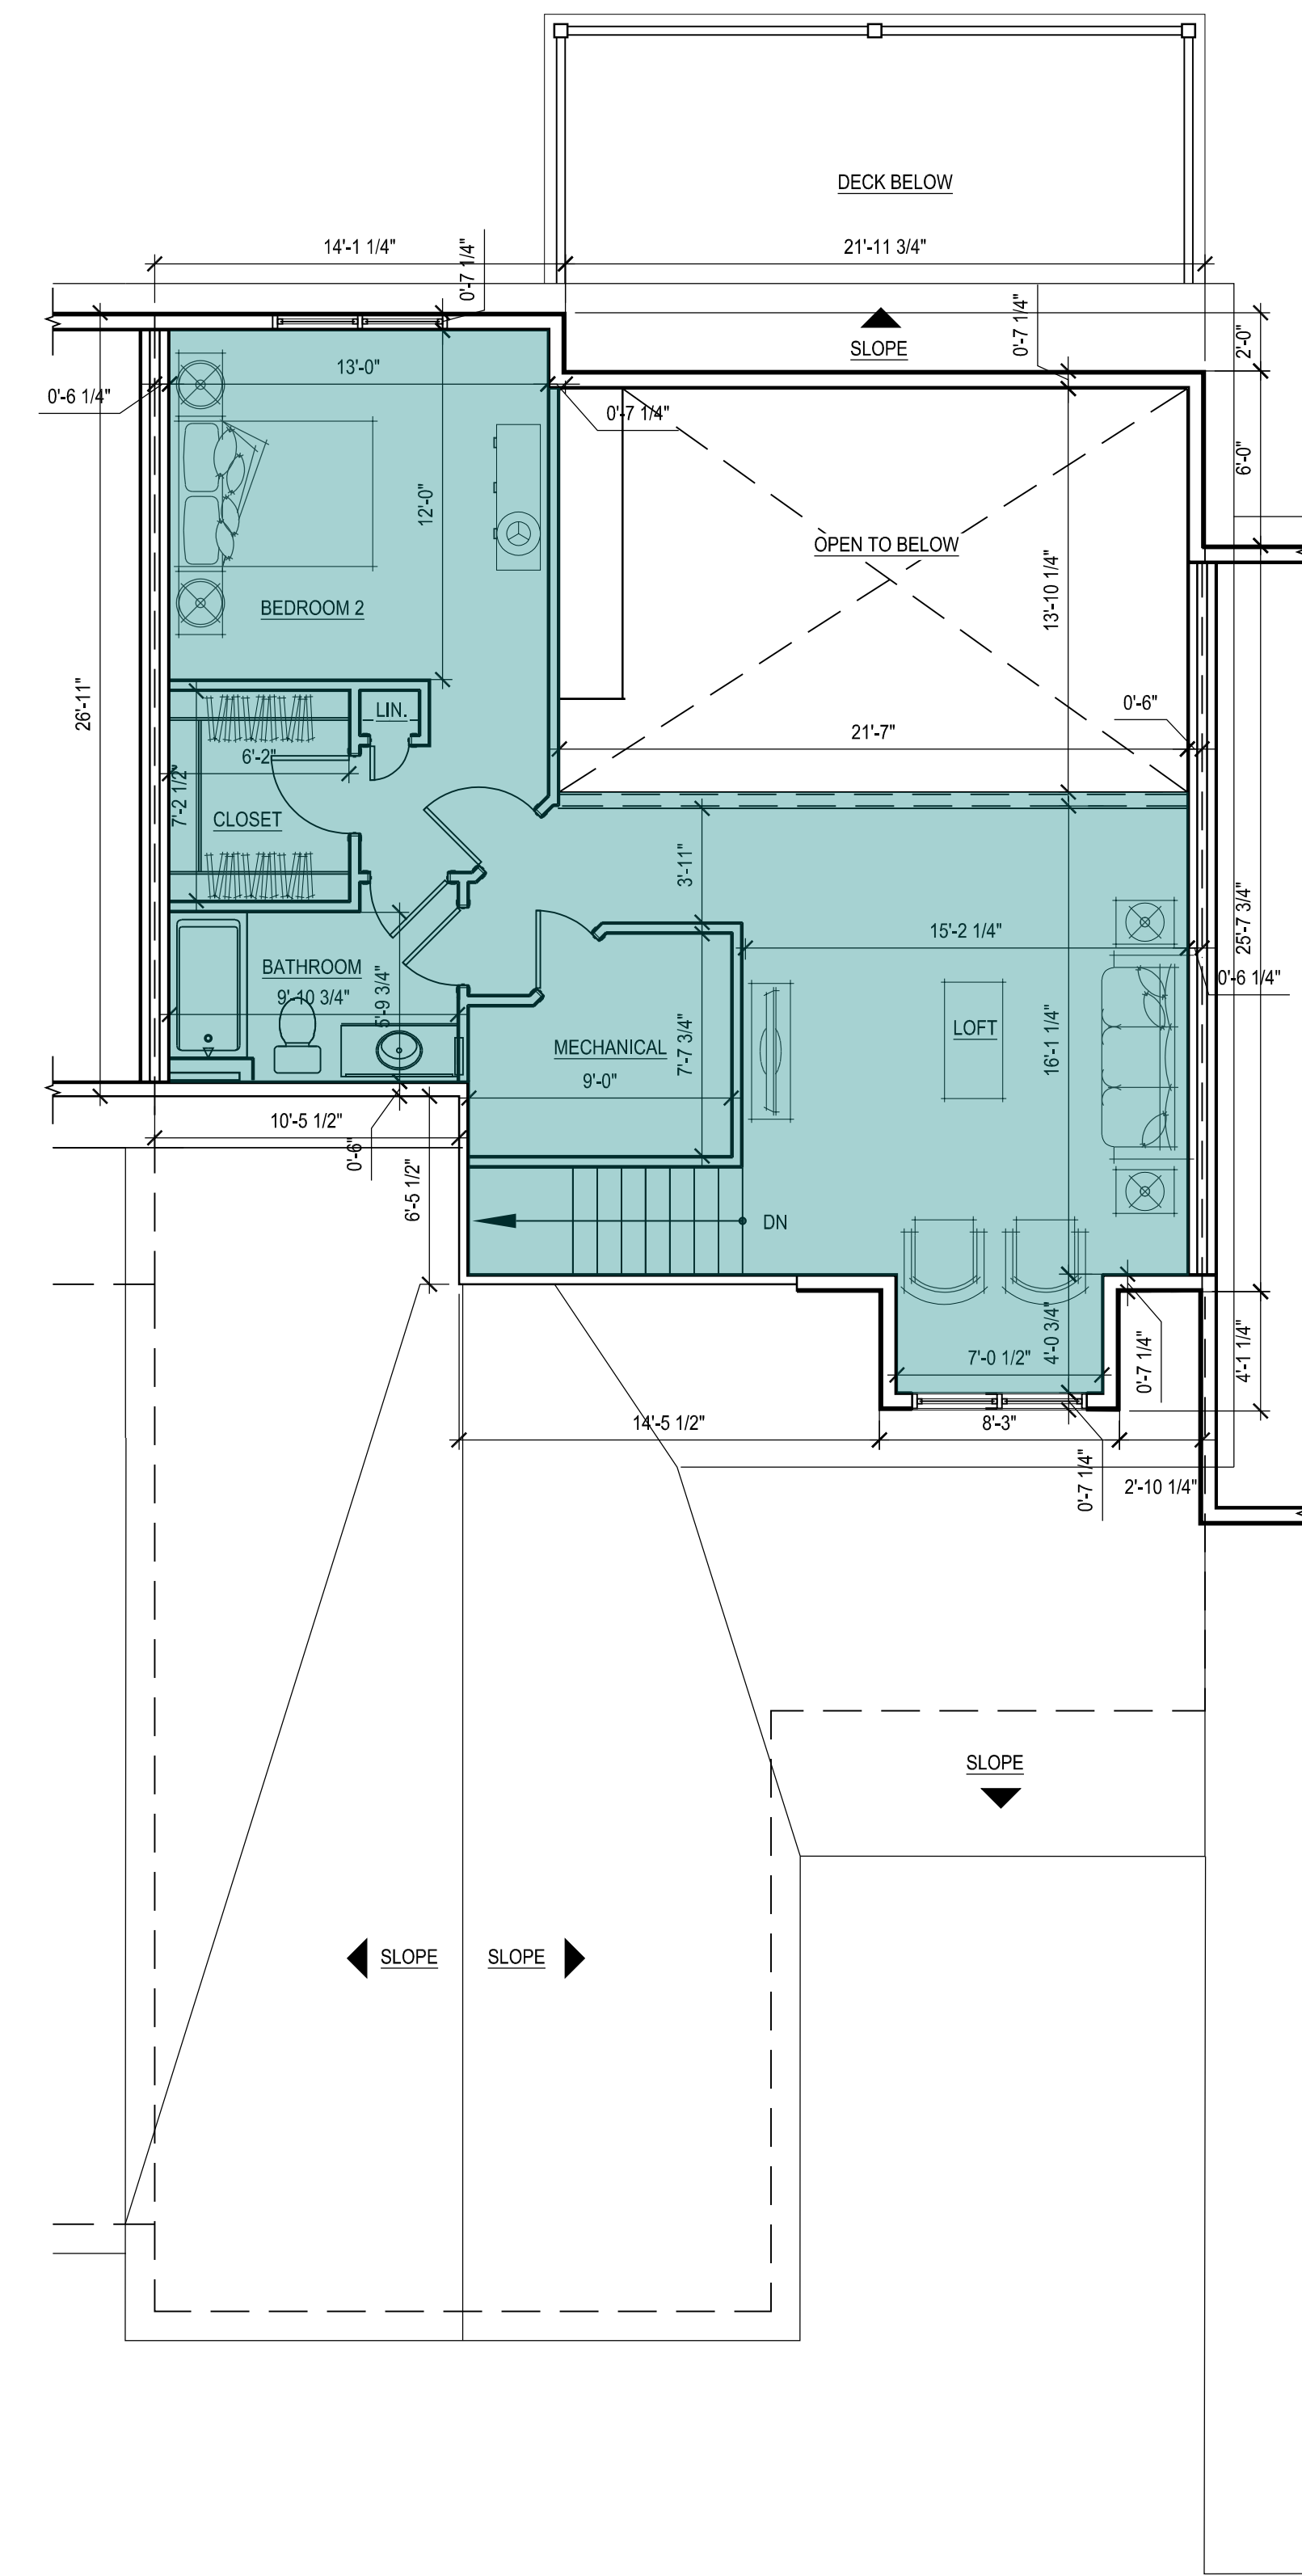 DECK BELOW
14'-1 1/4"
0'-7 1/4"
21'-11 3/4"
0'-7 1/4"
SLOPE
2'-0"
13'-0"
0'-6 1/4"
0'-7 1/4"
6'-0"
12'-0"
OPEN TO BELOW
13'-10 1/4"
BEDROOM 2
26'-11"
LIN.
0'-6"
21'-7"
6'-2"
7'-2 1/2"
CLOSET
3'-11"
15'-2 1/4"
25'-7 3/4"
BATHROOM
0'-6 1/4"
9'-10 3/4"
5'-9 3/4"
LOFT
MECHANICAL
7'-7 3/4"
16'-1 1/4"
9'-0"
10'-5 1/2"
0'-6"
6'-5 1/2"
DN
4'-0 3/4"
7'-0 1/2"
0'-7 1/4"
4'-1 1/4"
14'-5 1/2"
8'-3"
0'-7 1/4"
2'-10 1/4"
SLOPE
SLOPE
SLOPE